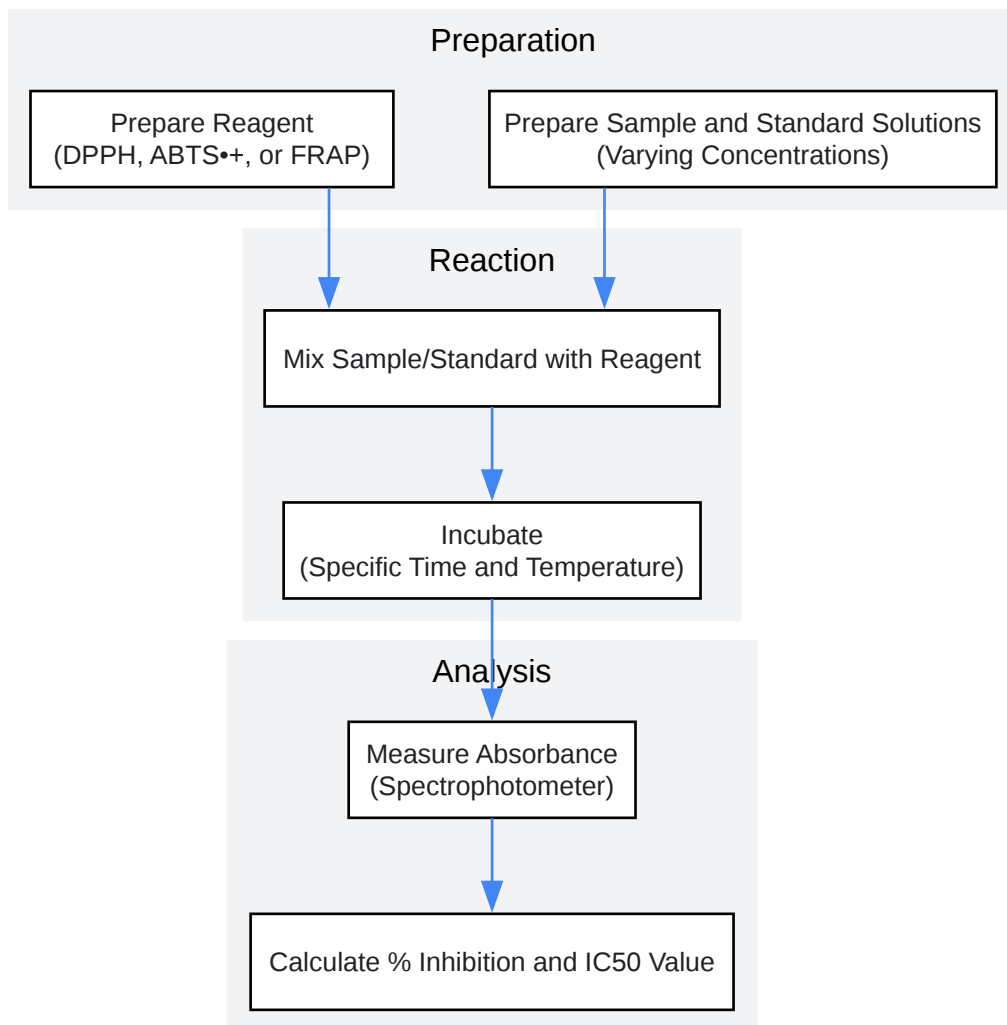 Preparation
Prepare Reagent
(DPPH, ABTS•+, or FRAP)
Prepare Sample and Standard Solutions
(Varying Concentrations)
Reaction
Mix Sample/Standard with Reagent
Incubate
(Specific Time and Temperature)
Analysis
Measure Absorbance
(Spectrophotometer)
Calculate % Inhibition and IC50 Value